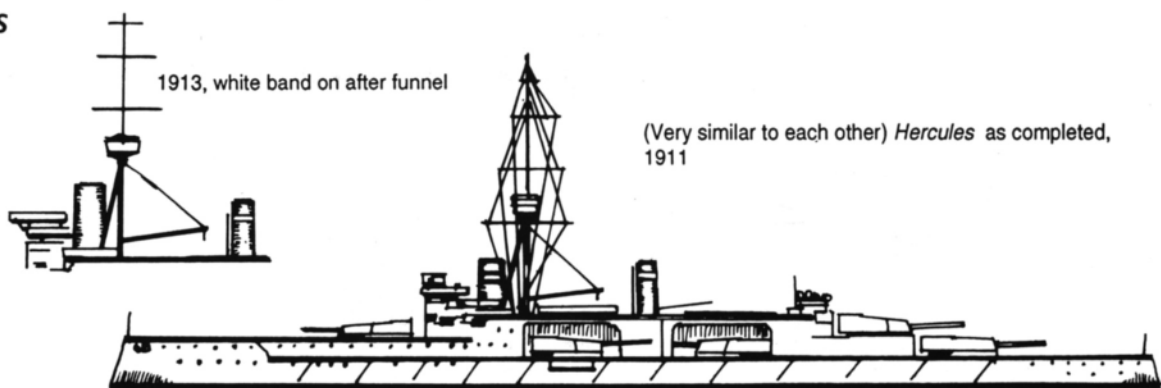 s
1913, white band on after funnel
(Very similar to each other) Hercules as completed,
1911